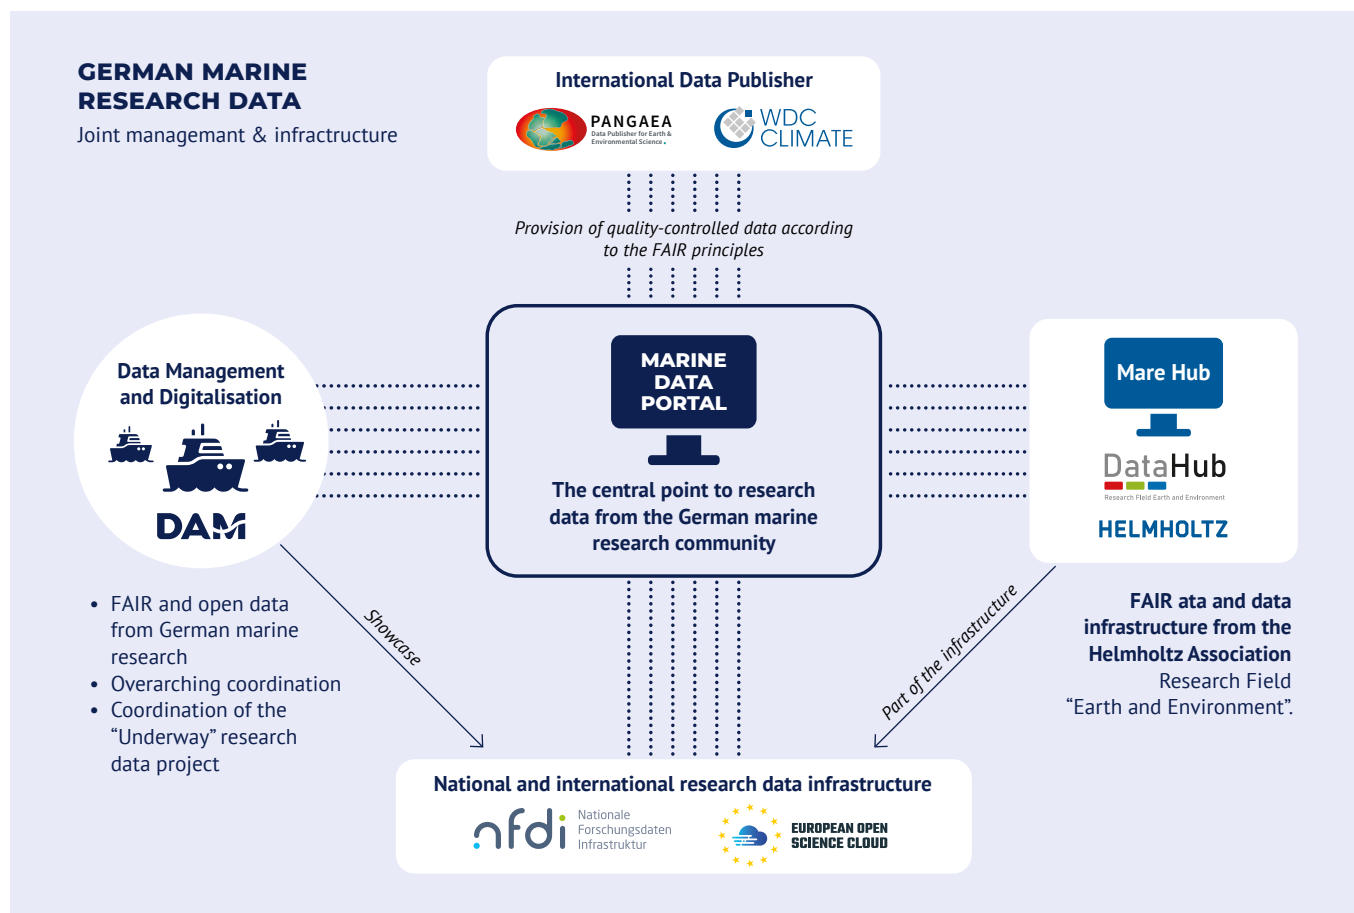 GERMAN MARINE
RESEARCH DATA
Joint managemant & infractructure
International Data Publisher
PANGAEA
Data Publisher for Earth &
Environmental Science.
WDC
CLIMATE
Provision of quality-controlled data according
to the FAIR principles
Data Management
and Digitalisation
DAM
MARINE
DATA
PORTAL
The central point to research
data from the German marine
research community
Mare Hub
DataHub
Research Field Earth and Environment
HELMHOLTZ
• FAIR and open data
from German marine
research
• Overarching coordination
• Coordination of the
“Underway” research
data project
Showcase
Part of the infrastructure
FAIR ata and data
infrastructure from the
Helmholtz Association
Research Field
“Earth and Environment”.
National and international research data infrastructure
nfdi
Nationale
Forschungsdaten
Infrastruktur
EUROPEAN OPEN
SCIENCE CLOUD